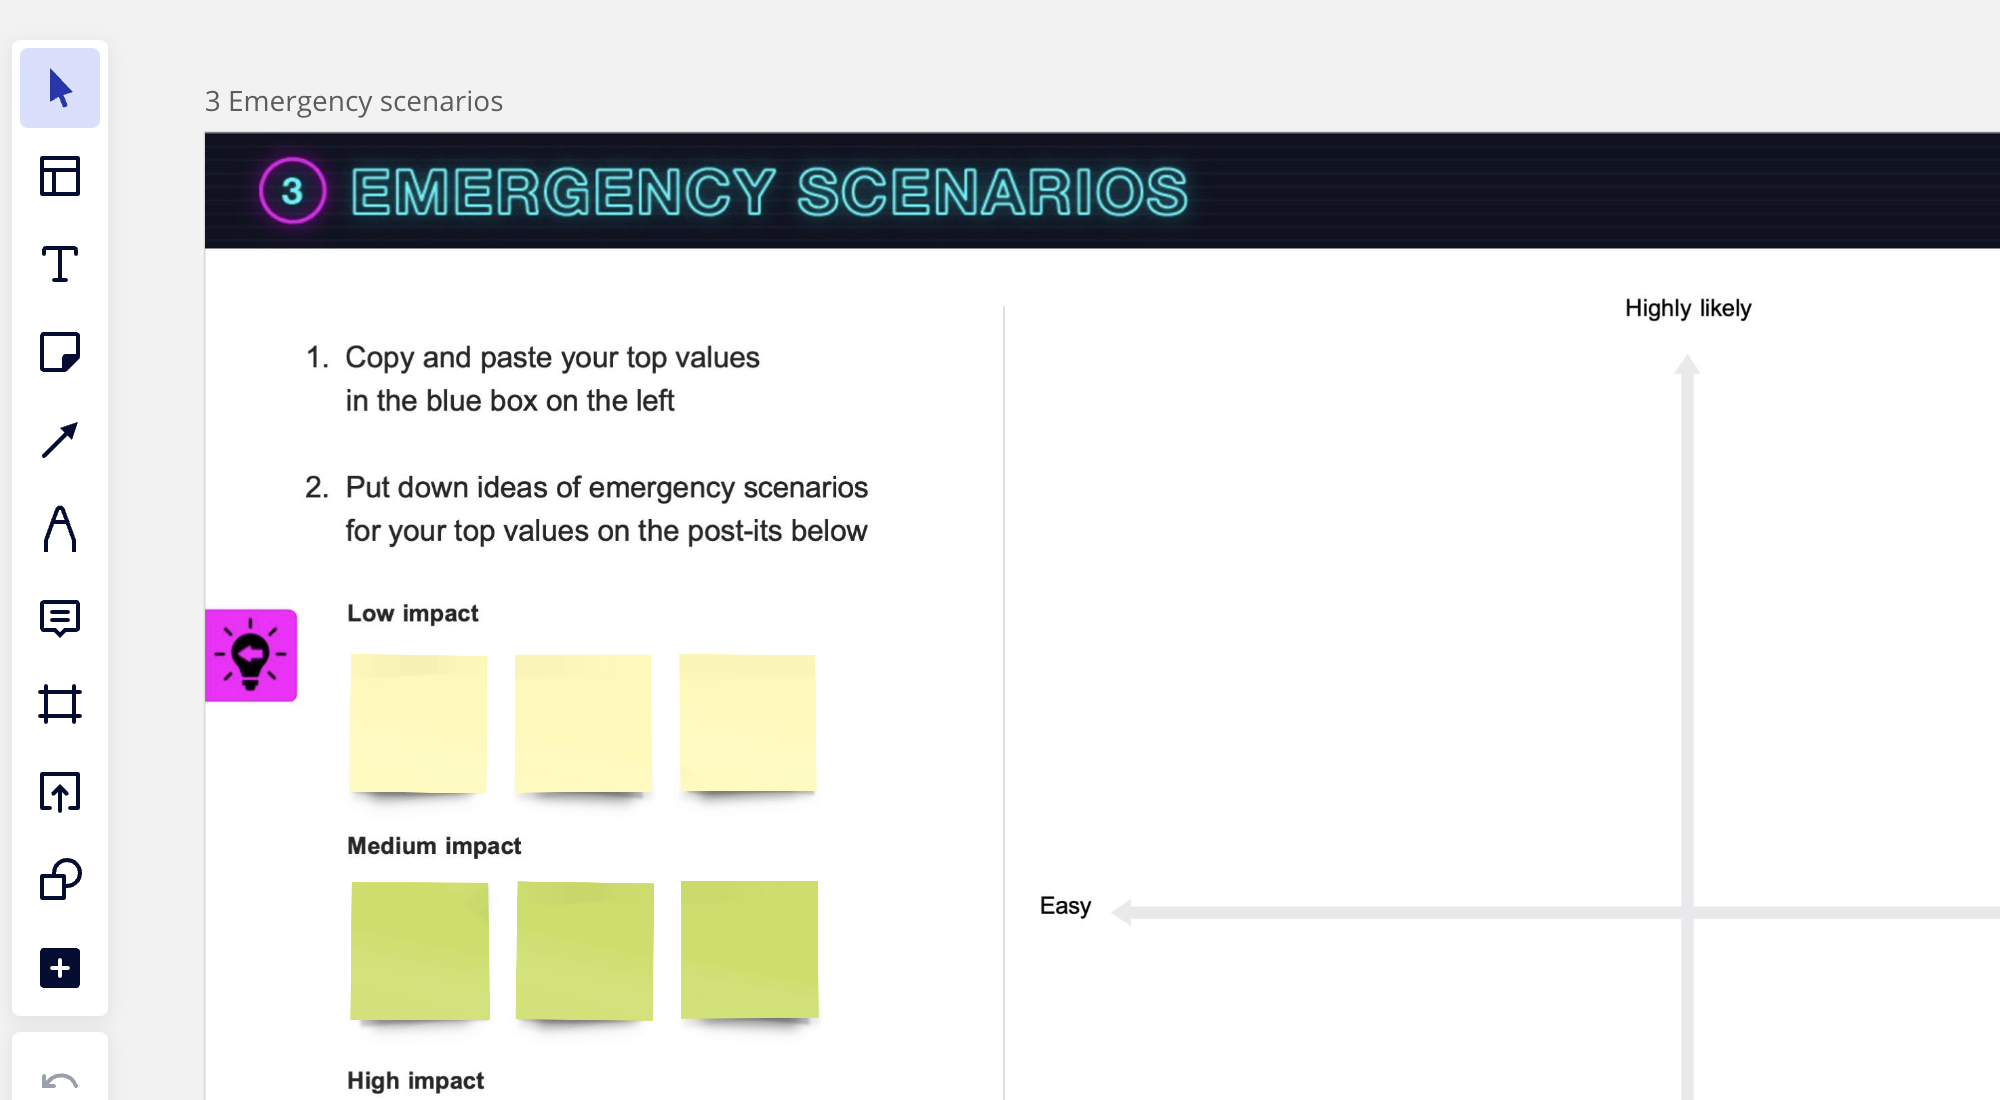 3 Emergency scenarios
3 EMERGENCY SCENARIOS
1. Copy and paste your top values
in the blue box on the left
2. Put down ideas of emergency scenarios
for your top values on the post-its below
Low impact
Medium impact
High impact
Highly likely
Easy